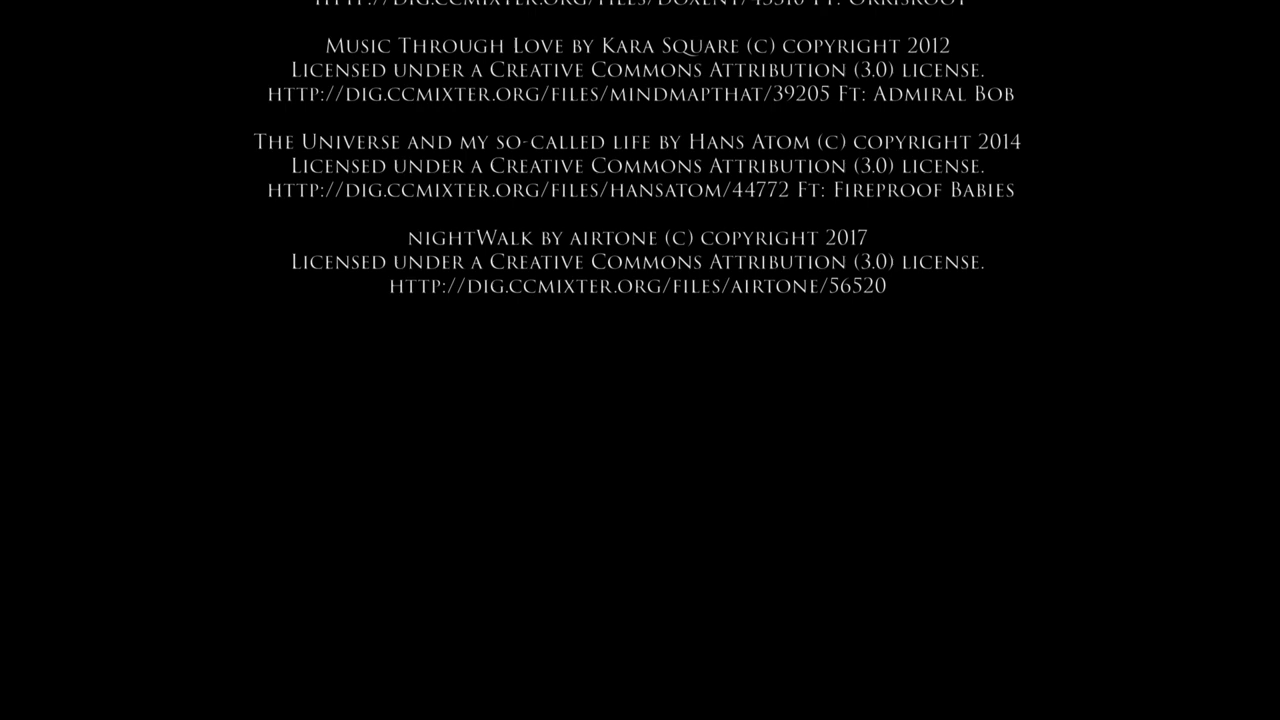 Music Through Love by Kara Square (c) copyright 2012
Licensed under a Creative Commons Attribution (3.0) license.
http://dig.ccmixter.org/files/mindmapthat/39205 Ft: Admiral Bob
The Universe and my so-called life by Hans Atom (c) copyright 2014
Licensed under a Creative Commons Attribution (3.0) license.
http://dig.ccmixter.org/files/hansatom/44772 Ft: Fireproof Babies
nightWalk by airtone (c) copyright 2017
Licensed under a Creative Commons Attribution (3.0) license.
http://dig.ccmixter.org/files/airtone/56520